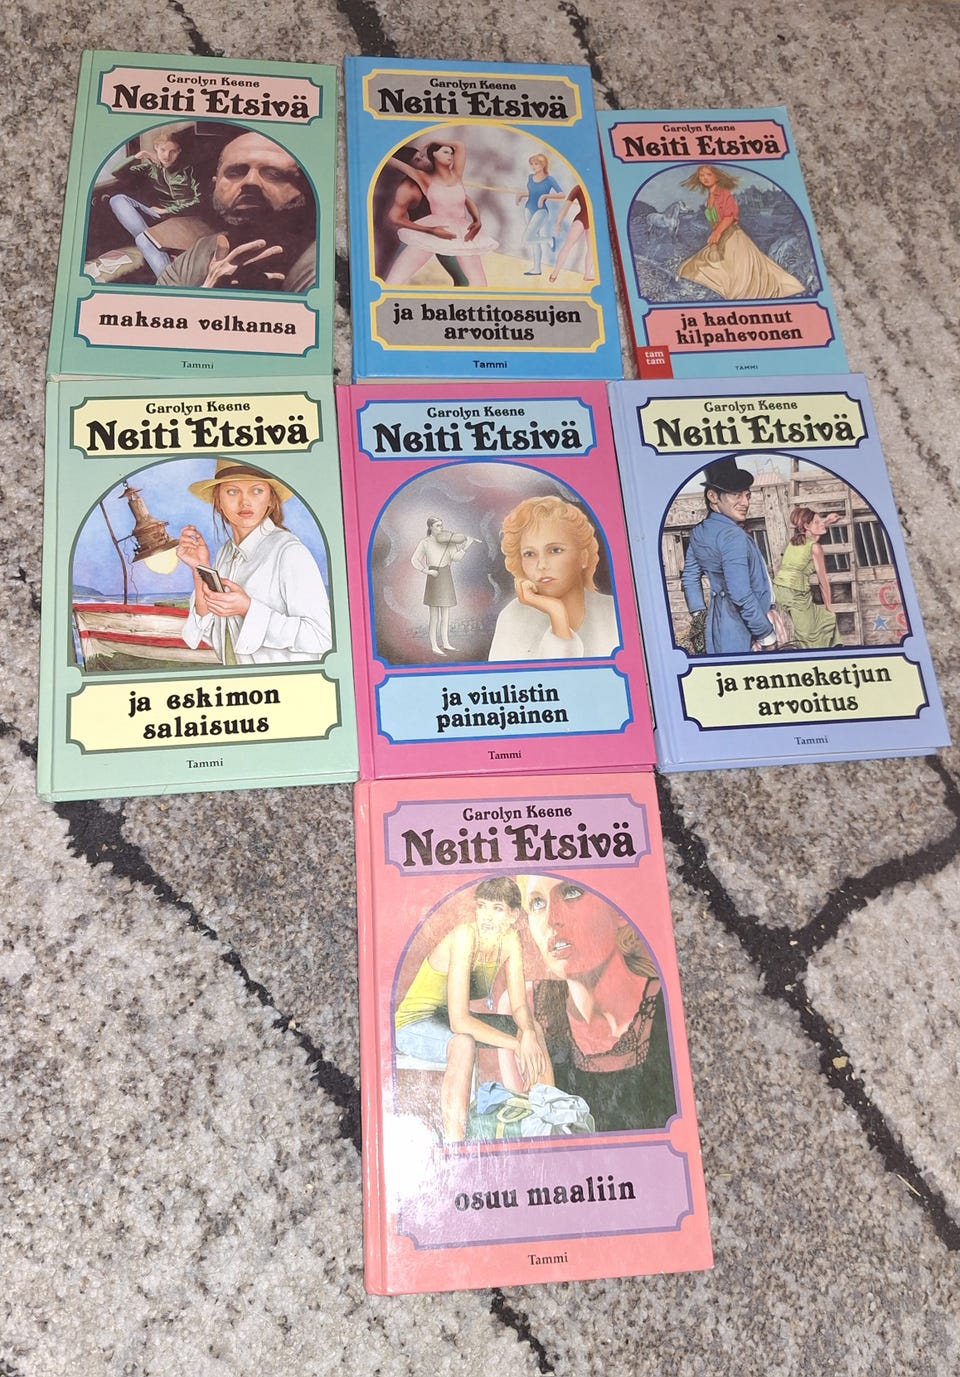 Carolyn Keene
Neiti Etsivä
maksaa velkansa
Tammi
Carolyn Keene
Neiti Etsivä
ja balettitossujen
arvoitus
Tammi
Carolyn Keene
Neiti Etsivä
ja kadonnut
kilpahevonen
tam
tam
TAMMI
Carolyn Keene
Neiti Etsivä
ja eskimon
salaisuus
Tammi
Carolyn Keene
Neiti Etsivä
ja viulistin
painajainen
Tammi
Carolyn Keene
Neiti Etsivä
ja ranneketjun
arvoitus
Tammi
Carolyn Keene
Neiti Etsivä
osuu maaliin
Tammi